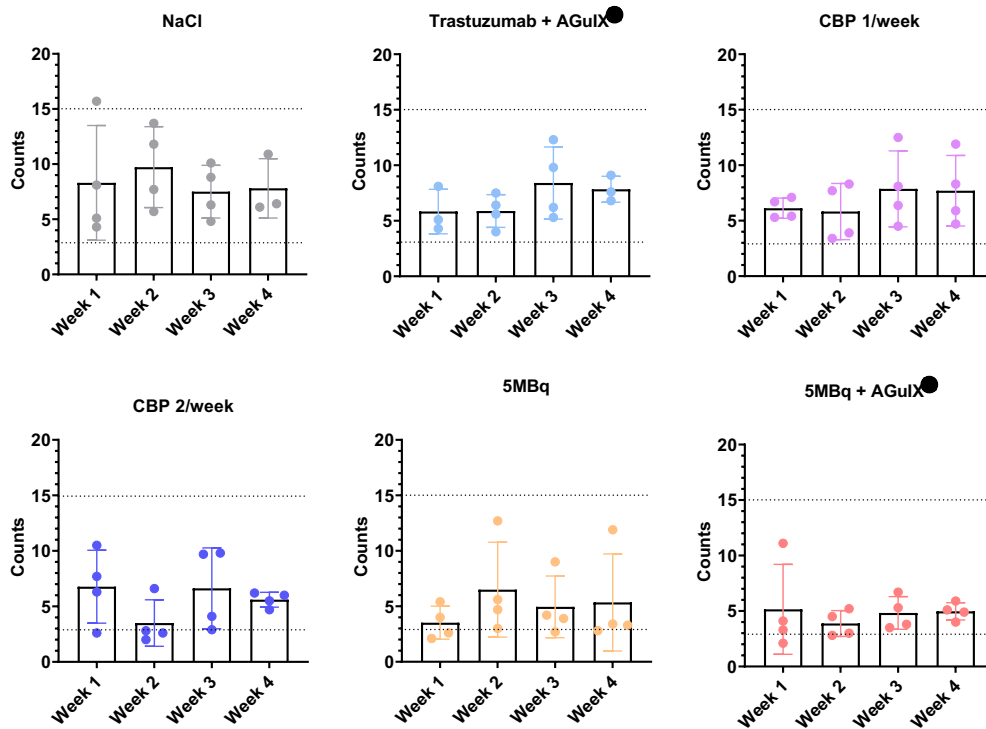 NaCl
Counts
20
15
10
5
0
Week 1
Week 2
Week 3
Week 4
Trastuzumab + AGuIX
Counts
20
15
10
5
0
Week 1
Week 2
Week 3
Week 4
CBP 1/week
Counts
20
15
10
5
0
Week 1
Week 2
Week 3
Week 4
CBP 2/week
Counts
20
15
10
5
0
Week 1
Week 2
Week 3
Week 4
5MBq
Counts
20
15
10
5
0
Week 1
Week 2
Week 3
Week 4
5MBq + AGuIX
Counts
20
15
10
5
0
Week 1
Week 2
Week 3
Week 4